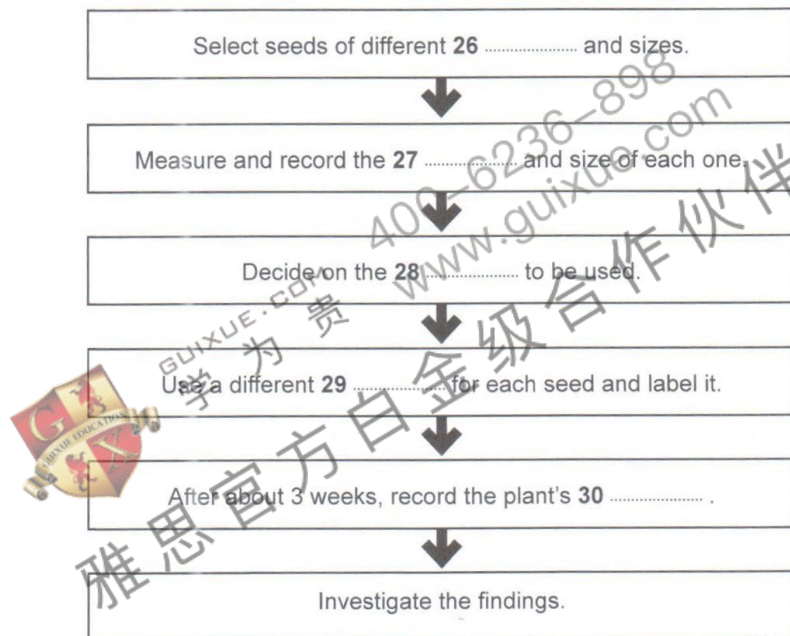 Select seeds of different 26 .................... and sizes.
Measure and record the 27 .................... and size of each one.
Decide on the 28 .................... to be used.
Use a different 29 .................... for each seed and label it.
After about 3 weeks, record the plant's 30 .................... .
Investigate the findings.
400-6236-898
www.guixue.com
GUIXUE.COM
学为贵
GUIXUE EDUCATION
G
X
雅思官方白金级合作伙伴